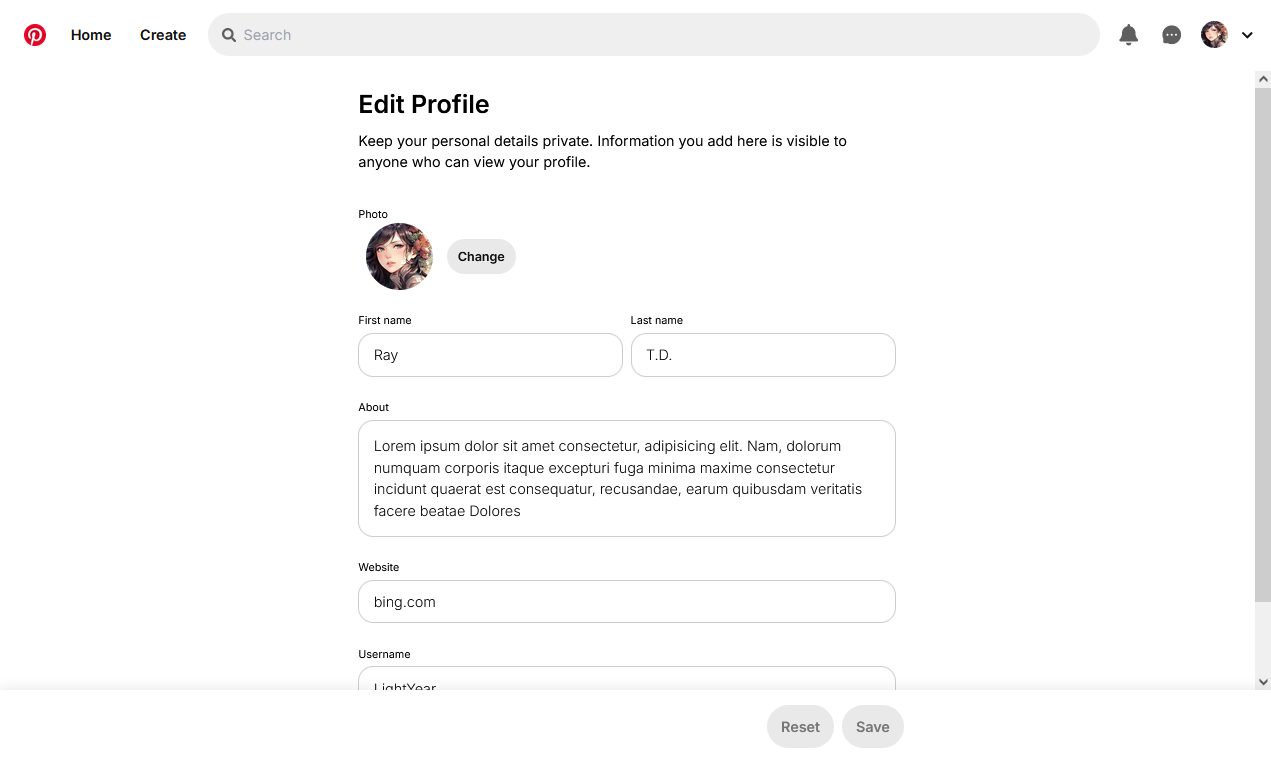 Home
Create
Search
Edit Profile
Keep your personal details private. Information you add here is visible to
anyone who can view your profile.
Photo
Change
First name
Last name
Ray
T.D.
About
Lorem ipsum dolor sit amet consectetur, adipisicing elit. Nam, dolorum
numquam corporis itaque excepturi fuga minima maxime consectetur
incidunt quaerat est consequatur, recusandae, earum quibusdam veritatis
facere beatae Dolores
Website
bing.com
Username
LightYear
Reset
Save